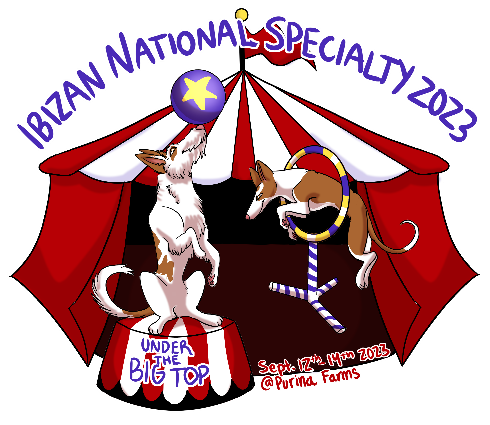 IBIZAN NATIONAL SPECIALTY 2023
UNDER
THE
BIG TOP
Sept. 12th 14th 2023
@Purina Farms